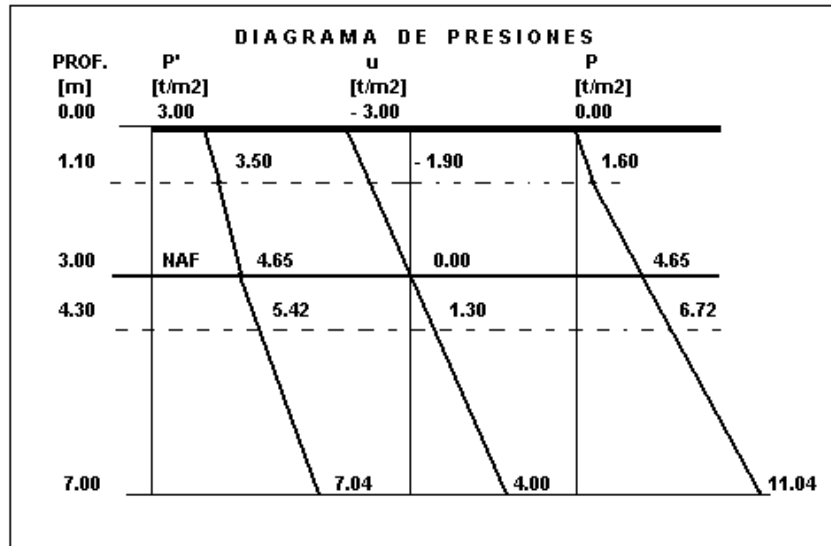 DIAGRAMA DE PRESIONES
PROF. P' u P
[m] [t/m2] [t/m2] [t/m2]
0.00 3.00 - 3.00 0.00
1.10 3.50 - 1.90 1.60
3.00 NAF 4.65 0.00 4.65
4.30 5.42 1.30 6.72
7.00 7.04 4.00 11.04